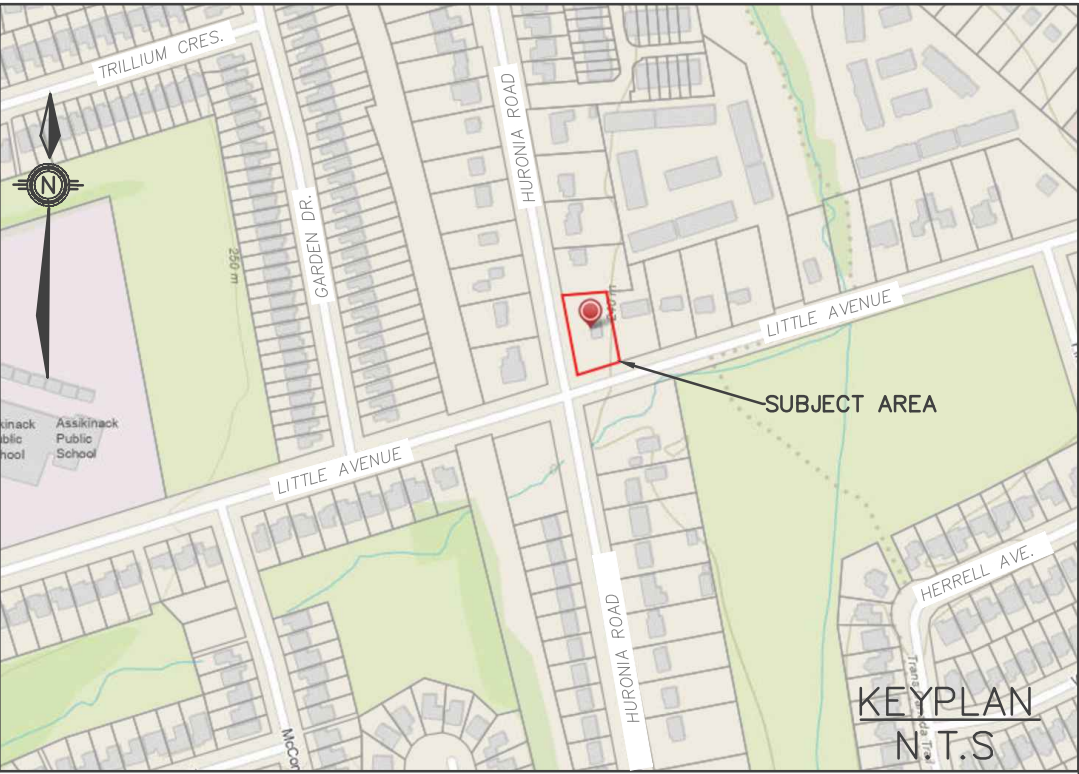 TRILLIUM CRES.
HURONIA ROAD
N
GARDEN DR.
250 m
LITTLE AVENUE
SUBJECT AREA
Assikinack
Public
School
LITTLE AVENUE
HERRELL AVE.
HURONIA ROAD
KEYPLAN
N.T.S